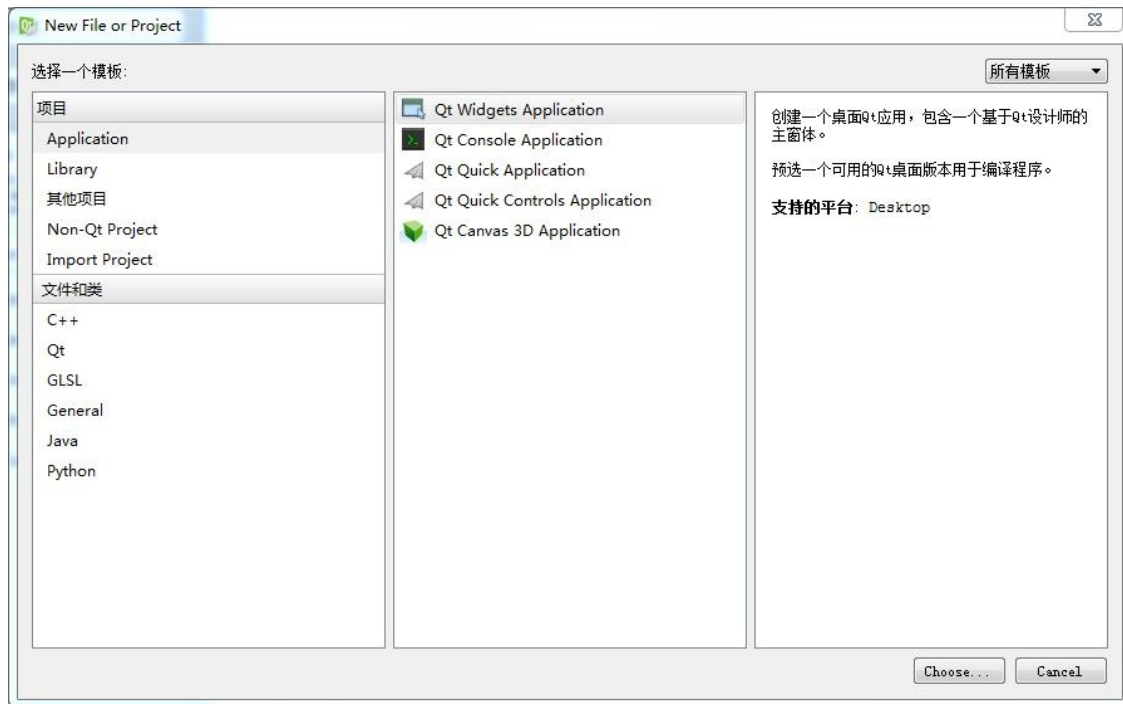 New File or Project
选择一个模板:
所有模板
项目
Application
Library
其他项目
Non-Qt Project
Import Project
文件和类
C++
Qt
GLSL
General
Java
Python
Qt Widgets Application
Qt Console Application
Qt Quick Application
Qt Quick Controls Application
Qt Canvas 3D Application
创建一个桌面Qt应用，包含一个基于Qt设计师的
主窗体。
预选一个可用的Qt桌面版本用于编译程序。
支持的平台: Desktop
Choose...
Cancel